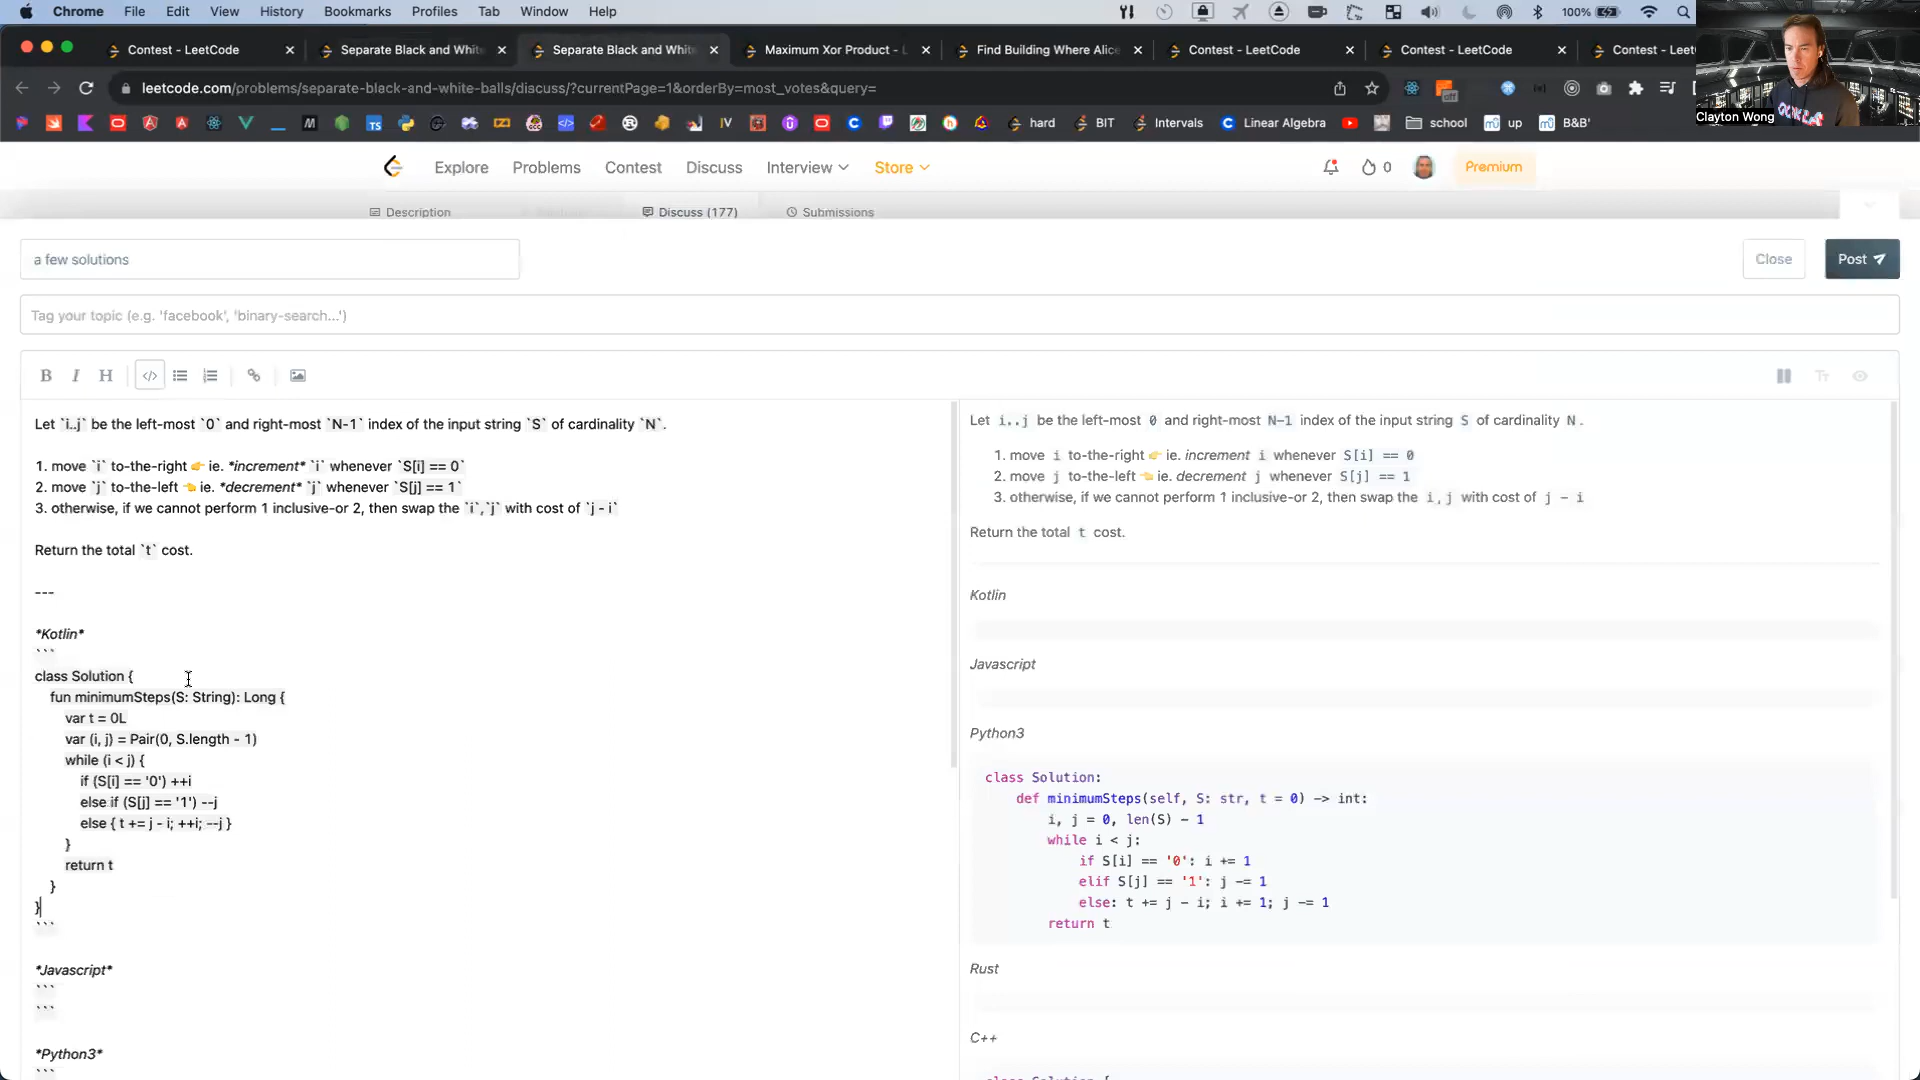 Chrome File Edit View History Bookmarks Profiles Tab Window Help 100%
Contest - LeetCode
Separate Black and Whit
Separate Black and Whit
Maximum Xor Product - L
Find Building Where Alice
Contest - LeetCode
Contest - LeetCode
Contest - Leet
leetcode.com/problems/separate-black-and-white-balls/discuss/?currentPage=1&orderBy=most_votes&query=
Clayton Wong
IV hard BIT Intervals Linear Algebra school up B&B'
Explore Problems Contest Discuss Interview Store 0 Premium
Description Discuss (177) Submissions
a few solutions
Close Post
Tag your topic (e.g. 'facebook', 'binary-search...')
B I H </>
Let `i..j` be the left-most `0` and right-most `N-1` index of the input string `S` of cardinality `N`.
1. move `i` to-the-right 👉 ie. *increment* `i` whenever `S[i] == 0`
2. move `j` to-the-left 👈 ie. *decrement* `j` whenever `S[j] == 1`
3. otherwise, if we cannot perform 1 inclusive-or 2, then swap the `i`,`j` with cost of `j - i`
Return the total `t` cost.
---
*Kotlin*
```
class Solution {
fun minimumSteps(S: String): Long {
var t = 0L
var (i, j) = Pair(0, S.length - 1)
while (i < j) {
if (S[i] == '0') ++i
else if (S[j] == '1') --j
else { t += j - i; ++i; --j }
}
return t
}
}
```
*Javascript*
```
```
*Python3*
```
Let i..j be the left-most 0 and right-most N-1 index of the input string S of cardinality N.
1. move i to-the-right 👉 ie. increment i whenever S[i] == 0
2. move j to-the-left 👈 ie. decrement j whenever S[j] == 1
3. otherwise, if we cannot perform 1 inclusive-or 2, then swap the i,j with cost of j - i
Return the total t cost.
Kotlin
Javascript
Python3
class Solution:
def minimumSteps(self, S: str, t = 0) -> int:
i, j = 0, len(S) - 1
while i < j:
if S[i] == '0': i += 1
elif S[j] == '1': j -= 1
else: t += j - i; i += 1; j -= 1
return t
Rust
C++